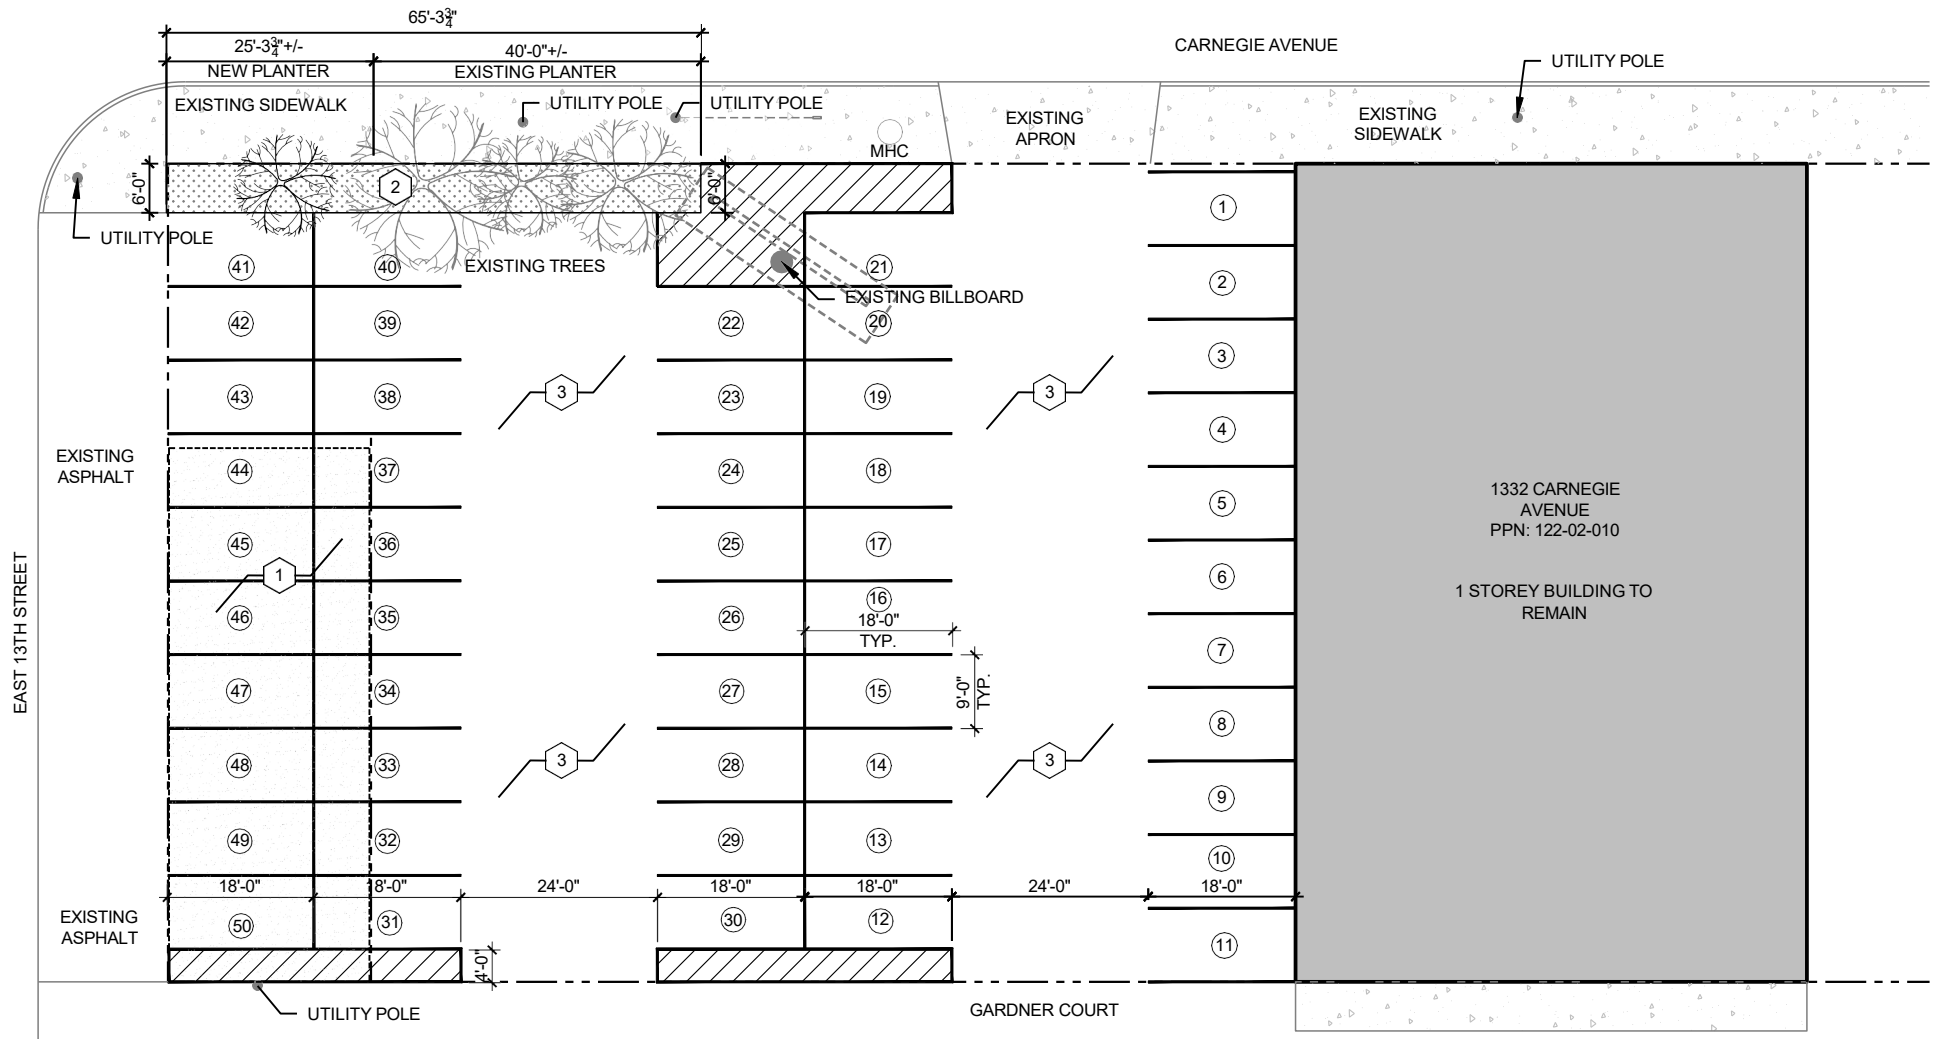 65'-3¾"
25'-3¾"+/-
40'-0"+/-
NEW PLANTER
EXISTING PLANTER
CARNEGIE AVENUE
UTILITY POLE
EXISTING SIDEWALK
UTILITY POLE
UTILITY POLE
EXISTING
APRON
EXISTING
SIDEWALK
MHC
6'-0"
2
6'-0"
1
UTILITY POLE
41
40
EXISTING TREES
21
2
EXISTING BILLBOARD
42
39
22
20
3
43
38
3
23
19
3
4
EXISTING
ASPHALT
44
37
24
18
5
1332 CARNEGIE
AVENUE
PPN: 122-02-010
45
36
25
17
6
1
1 STOREY BUILDING TO
REMAIN
46
35
26
16
18'-0"
TYP.
7
EAST 13TH STREET
47
34
27
15
9'-0"
TYP.
8
48
33
3
28
14
3
9
49
32
29
13
10
18'-0"
18'-0"
24'-0"
18'-0"
18'-0"
24'-0"
18'-0"
EXISTING
ASPHALT
50
31
30
12
11
4'-0"
UTILITY POLE
GARDNER COURT